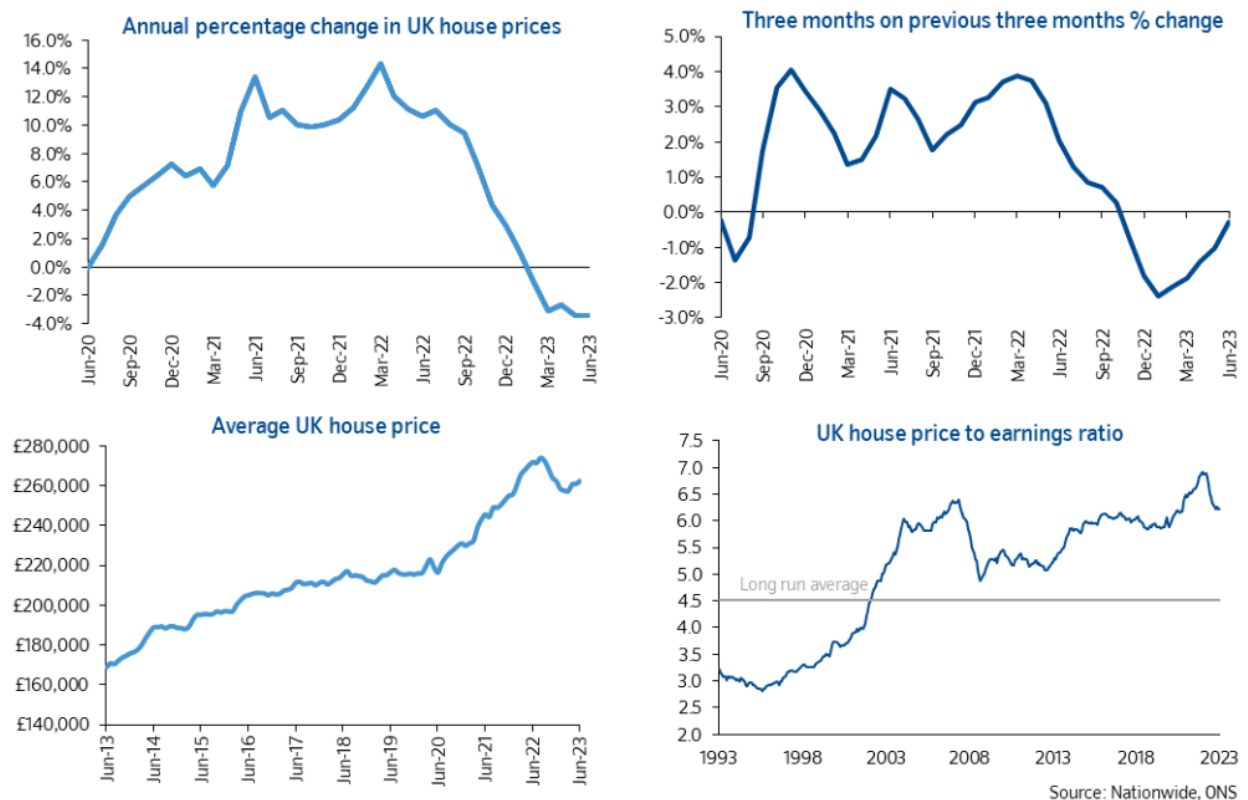 Annual percentage change in UK house prices
16.0%
14.0%
12.0%
10.0%
8.0%
6.0%
4.0%
2.0%
0.0%
-2.0%
-4.0%
Jun-20
Sep-20
Dec-20
Mar-21
Jun-21
Sep-21
Dec-21
Mar-22
Jun-22
Sep-22
Dec-22
Mar-23
Jun-23
Three months on previous three months % change
5.0%
4.0%
3.0%
2.0%
1.0%
0.0%
-1.0%
-2.0%
-3.0%
Jun-20
Sep-20
Dec-20
Mar-21
Jun-21
Sep-21
Dec-21
Mar-22
Jun-22
Sep-22
Dec-22
Mar-23
Jun-23
Average UK house price
£280,000
£260,000
£240,000
£220,000
£200,000
£180,000
£160,000
£140,000
Jun-13
Jun-14
Jun-15
Jun-16
Jun-17
Jun-18
Jun-19
Jun-20
Jun-21
Jun-22
Jun-23
UK house price to earnings ratio
7.5
7.0
6.5
6.0
5.5
5.0
4.5
4.0
3.5
3.0
2.5
2.0
Long run average
1993
1998
2003
2008
2013
2018
2023
Source: Nationwide, ONS